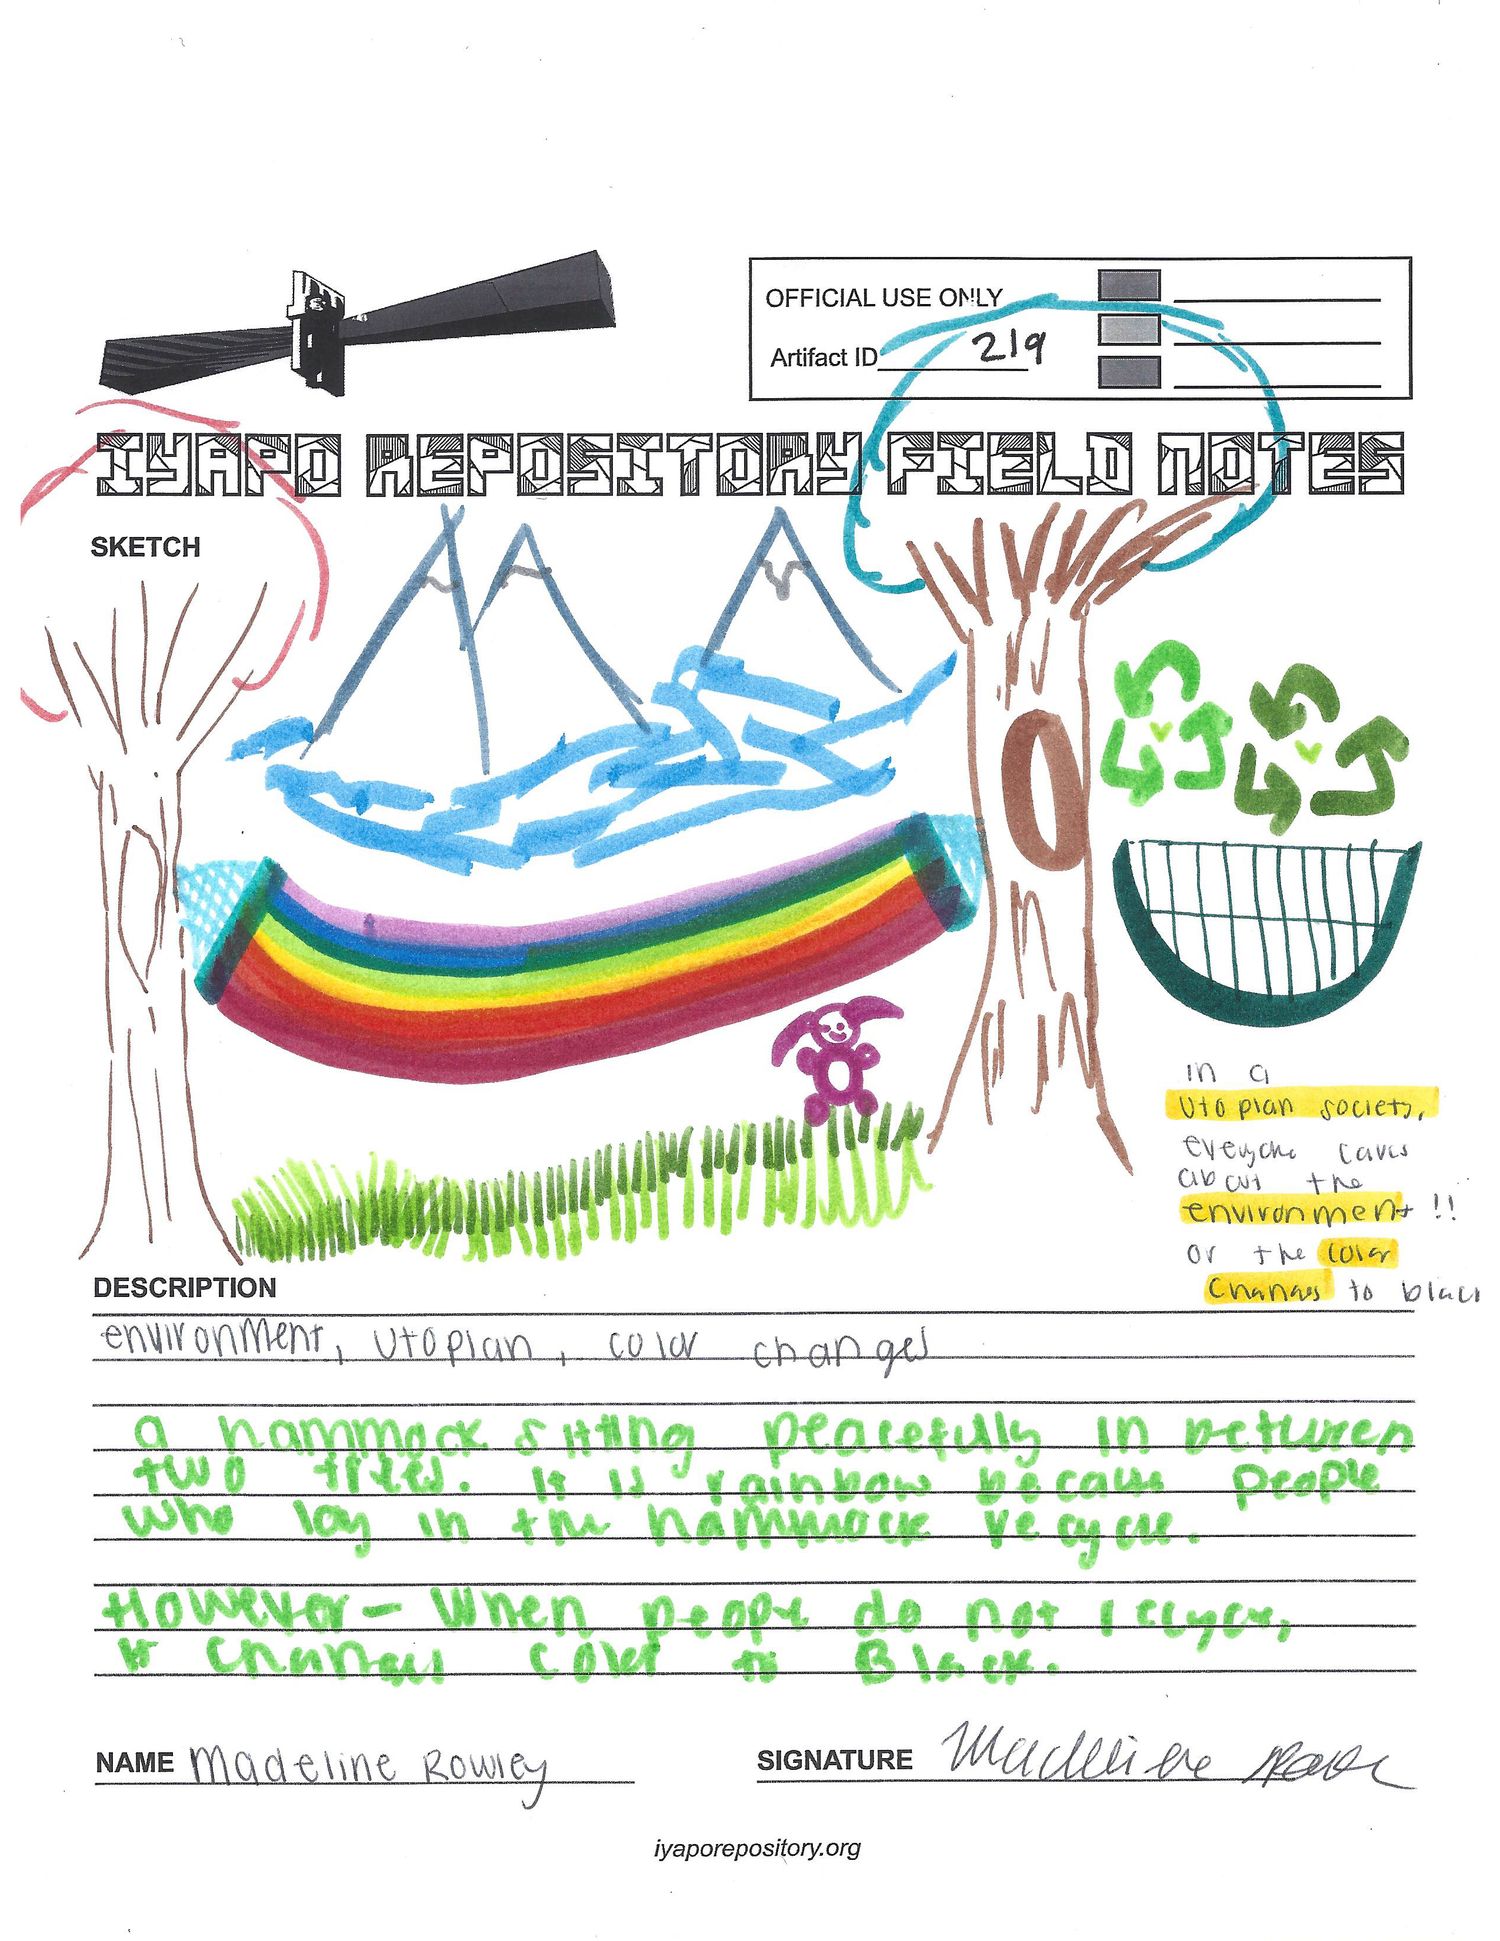 OFFICIAL USE ONLY
Artifact ID 219
IYAPO REPOSITORY FIELD NOTES
SKETCH
in a
Utopian society,
everyone cares
about the
environment!!
or the color
changes to black
DESCRIPTION
environment, utopian, color changes
a hammock sitting peacefully in between
two trees. It is rainbow because people
who lay in the hammock recycle.
However- When people do not recycle,
it changes color to Black.
NAME Madeline Rowley
SIGNATURE Madeline
iyaporepository.org